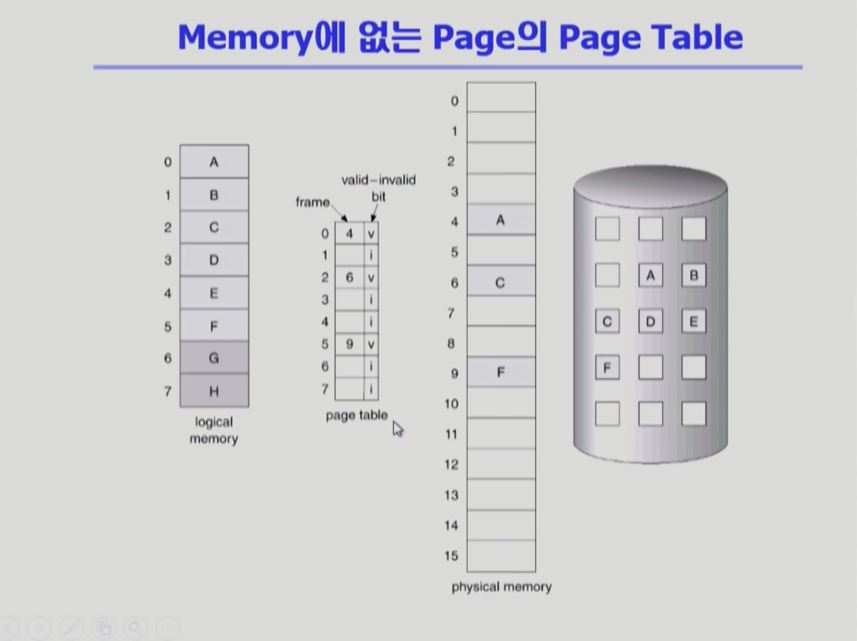 Memory에 없는 Page의 Page Table
0 A
1 B
2 C
3 D
4 E
5 F
6 G
7 H
logical
memory
valid-invalid
bit
frame
0 4 v
1 i
2 6 v
3 i
4 i
5 9 v
6 i
7 i
page table
0
1
2
3
4 A
5
6 C
7
8
9 F
10
11
12
13
14
15
physical memory
A B
C D E
F